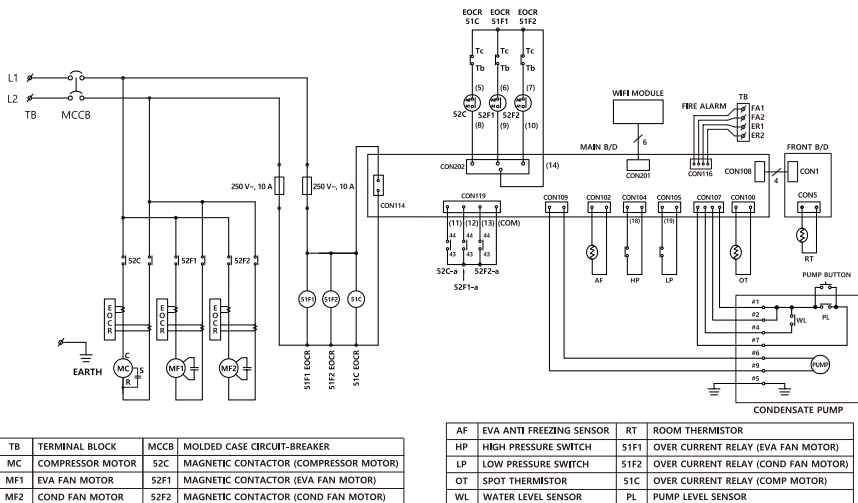 EOCR EOCR EOCR
51C 51F1 51F2
Tc Tc Tc
Tb Tb Tb
(5) (6) (7)
52C 52F1 52F2
(8) (9) (10)
L1
L2
TB MCCB
WIFI MODULE
6
FIRE ALARM
TB
FA1
FA2
ER1
ER2
MAIN B/D
FRONT B/D
CON202
(14)
CON201
CON116
CON108
4
CON1
250 V~, 10 A
250 V~, 10 A
CON114
CON119
CON109
CON102
CON104
CON105
CON107
CON100
CON5
(11) (12) (13) (COM)
(18)
(19)
44 44 44
43 43 43
52C-a 52F2-a
52F1-a
AF
HP
LP
OT
RT
52C
52F1
52F2
EOCR
EOCR
EOCR
51F1
51F2
51C
MC
C
S
R
MF1
MF2
EARTH
51F1 EOCR
51F2 EOCR
51C EOCR
PUMP BUTTON
#1
#2
#4
#7
#6
#9
#5
WL
PL
PUMP
CONDENSATE PUMP
TB TERMINAL BLOCK MCCB MOLDED CASE CIRCUIT-BREAKER
MC COMPRESSOR MOTOR 52C MAGNETIC CONTACTOR (COMPRESSOR MOTOR)
MF1 EVA FAN MOTOR 52F1 MAGNETIC CONTACTOR (EVA FAN MOTOR)
MF2 COND FAN MOTOR 52F2 MAGNETIC CONTACTOR (COND FAN MOTOR)
AF EVA ANTI FREEZING SENSOR RT ROOM THERMISTOR
HP HIGH PRESSURE SWITCH 51F1 OVER CURRENT RELAY (EVA FAN MOTOR)
LP LOW PRESSURE SWITCH 51F2 OVER CURRENT RELAY (COND FAN MOTOR)
OT SPOT THERMISTOR 51C OVER CURRENT RELAY (COMP MOTOR)
WL WATER LEVEL SENSOR PL PUMP LEVEL SENSOR